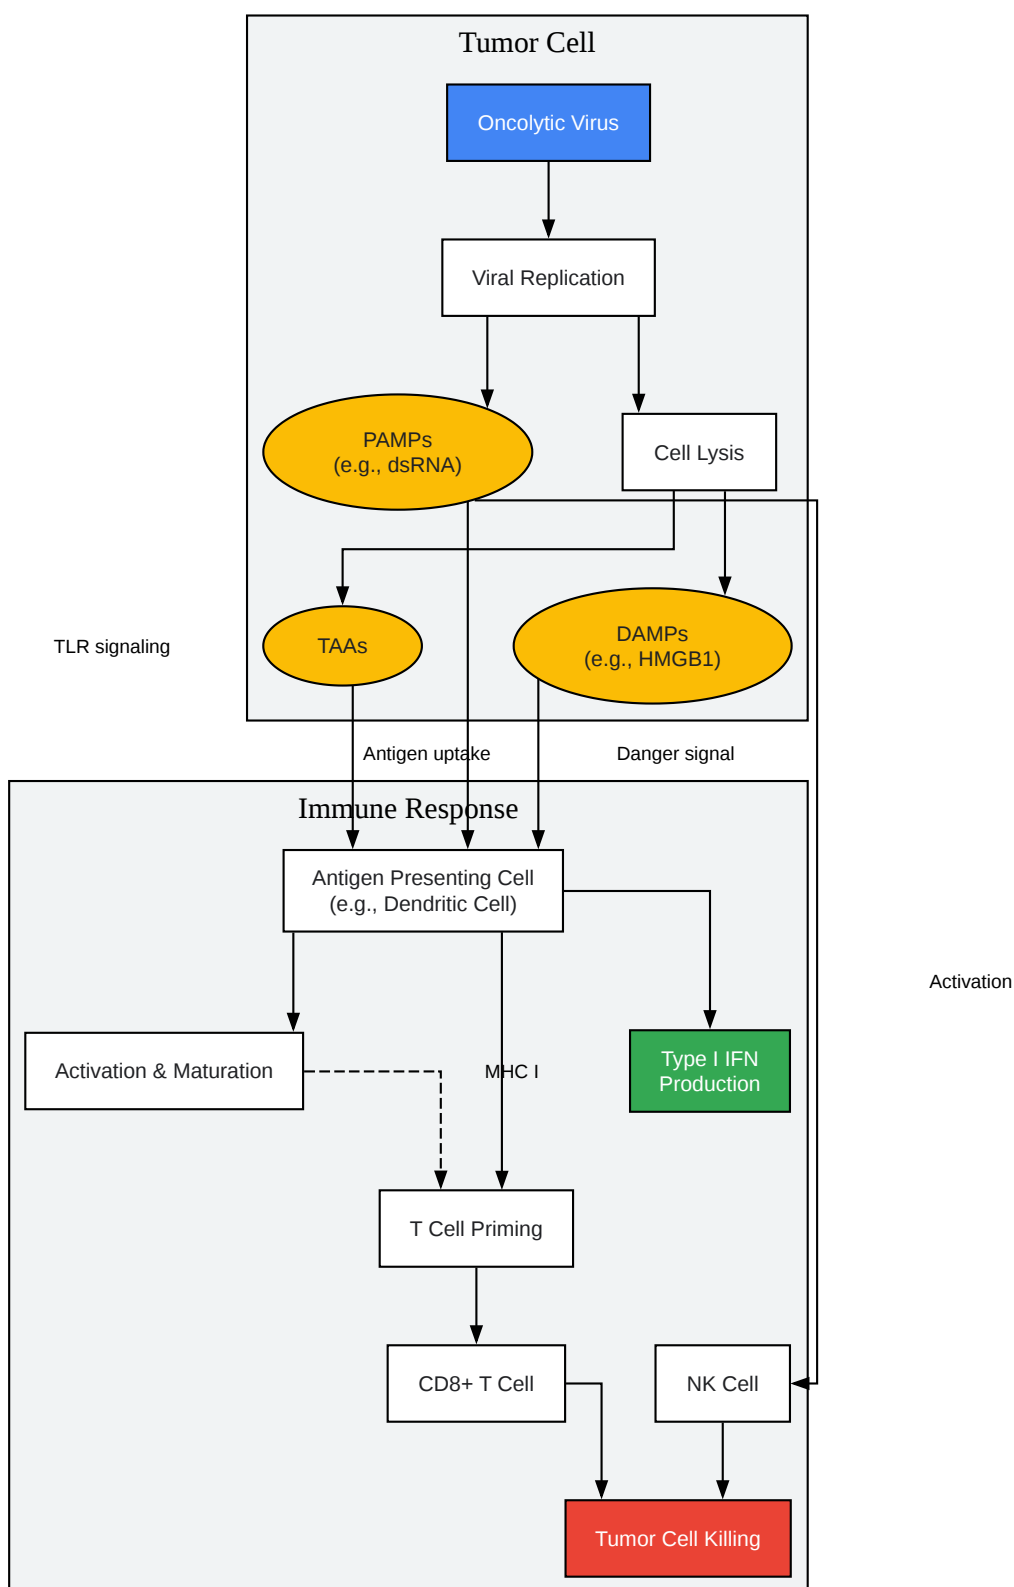 Tumor Cell
Oncolytic Virus
Viral Replication
PAMPs
(e.g., dsRNA)
Cell Lysis
TLR signaling
TAAs
DAMPs
(e.g., HMGB1)
Antigen uptake
Danger signal
Immune Response
Antigen Presenting Cell
(e.g., Dendritic Cell)
Activation
Activation & Maturation
MHC I
Type I IFN
Production
T Cell Priming
CD8+ T Cell
NK Cell
Tumor Cell Killing